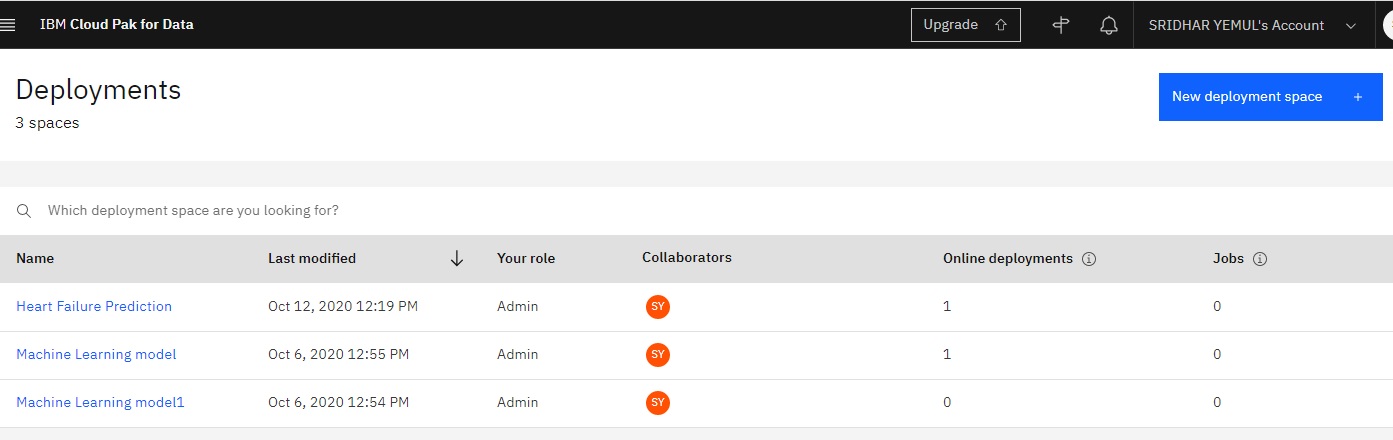 IBM Cloud Pak for Data Upgrade SRIDHAR YEMUL's Account
Deployments
New deployment space +
3 spaces
Which deployment space are you looking for?
Name Last modified Your role Collaborators Online deployments Jobs
Heart Failure Prediction Oct 12, 2020 12:19 PM Admin SY 1 0
Machine Learning model Oct 6, 2020 12:55 PM Admin SY 1 0
Machine Learning model1 Oct 6, 2020 12:54 PM Admin SY 0 0